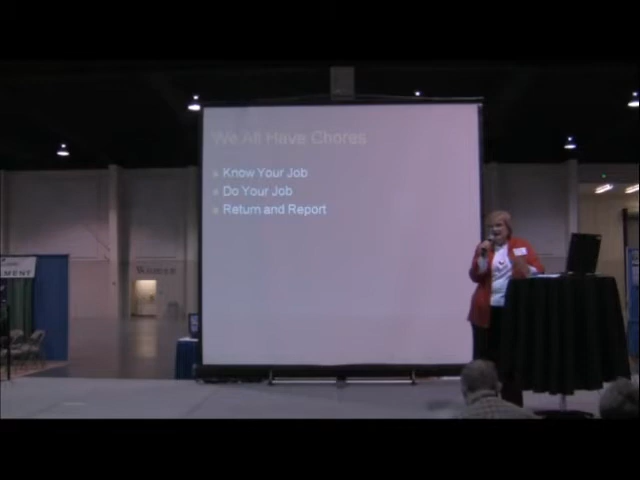 We All Have Chores
Know Your Job
Do Your Job
Return and Report